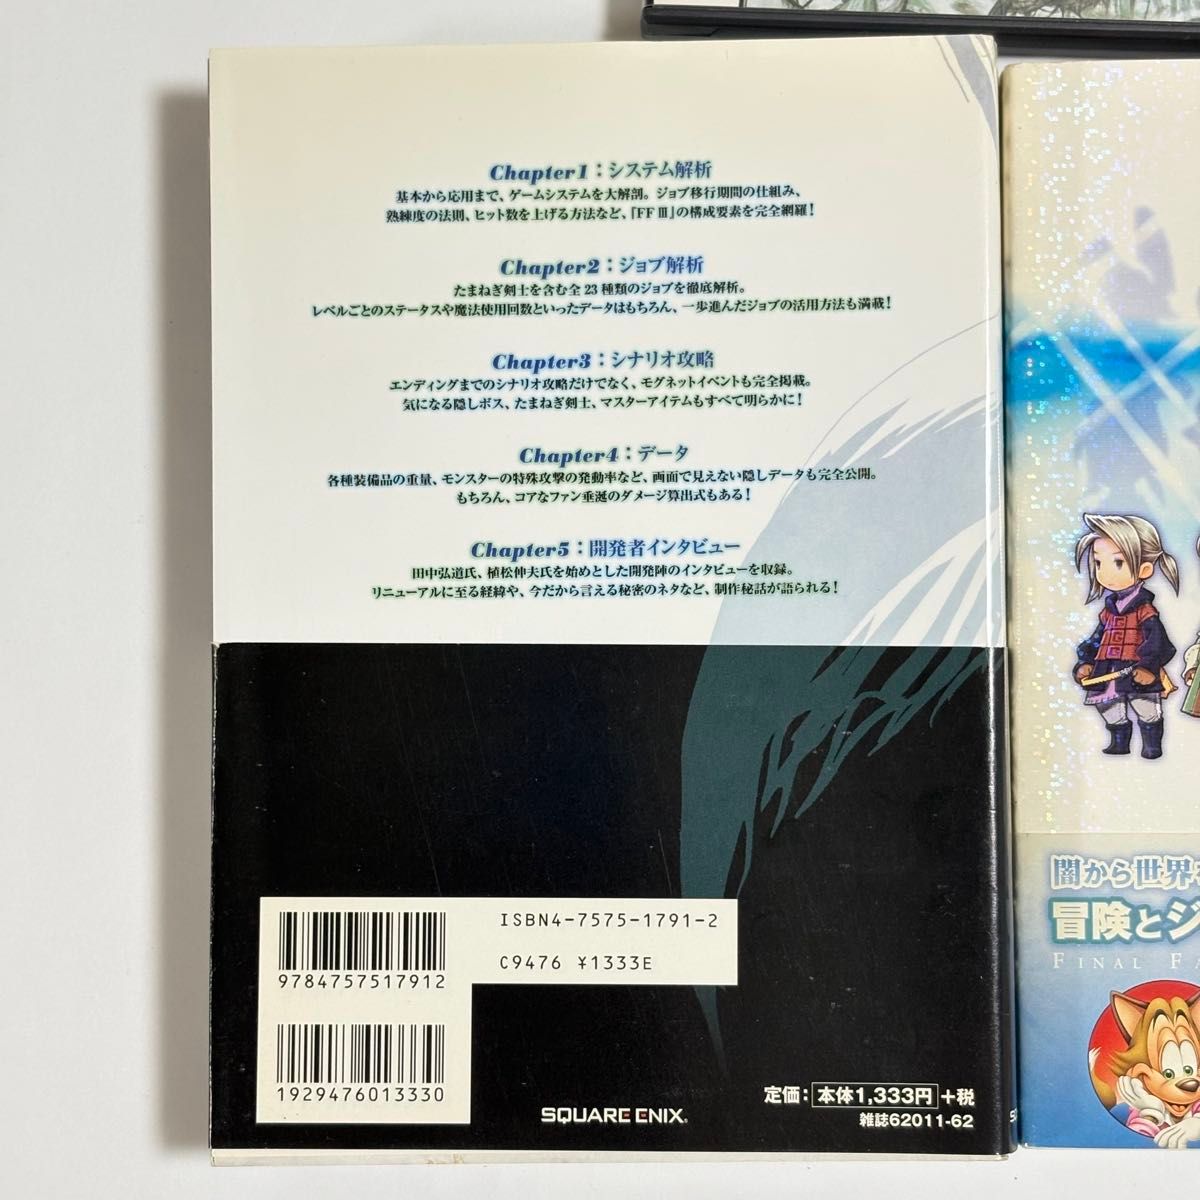 Chapter1：システム解析
基本から応用まで、ゲームシステムを大解剖。ジョブ移行期間の仕組み、
熟練度の法則、ヒット数を上げる方法など、『FF Ⅲ』の構成要素を完全網羅！
Chapter2：ジョブ解析
たまねぎ剣士を含む全 23 種類のジョブを徹底解析。
レベルごとのステータスや魔法使用回数といったデータはもちろん、一歩進んだジョブの活用方法も満載！
Chapter3：シナリオ攻略
エンディングまでのシナリオ攻略だけでなく、モグネットイベントも完全掲載。
気になる隠しボス、たまねぎ剣士、マスターアイテムもすべて明らかに！
Chapter4：データ
各種装備品の重量、モンスターの特殊攻撃の発動率など、画面で見えない隠しデータも完全公開。
もちろん、コアなファン垂涎のダメージ算出式もある！
Chapter5：開発者インタビュー
田中弘道氏、植松伸夫氏を始めとした開発陣のインタビューを収録。
リニューアルに至る経緯や、今だから言える秘密のネタなど、制作秘話が語られる！
ISBN4-7575-1791-2
C9476 ¥1333E
9784757517912
1929476013330
SQUARE ENIX.
定価：本体1,333円+税
雑誌62011-62
闇から世界
冒険とジ
FINAL FA